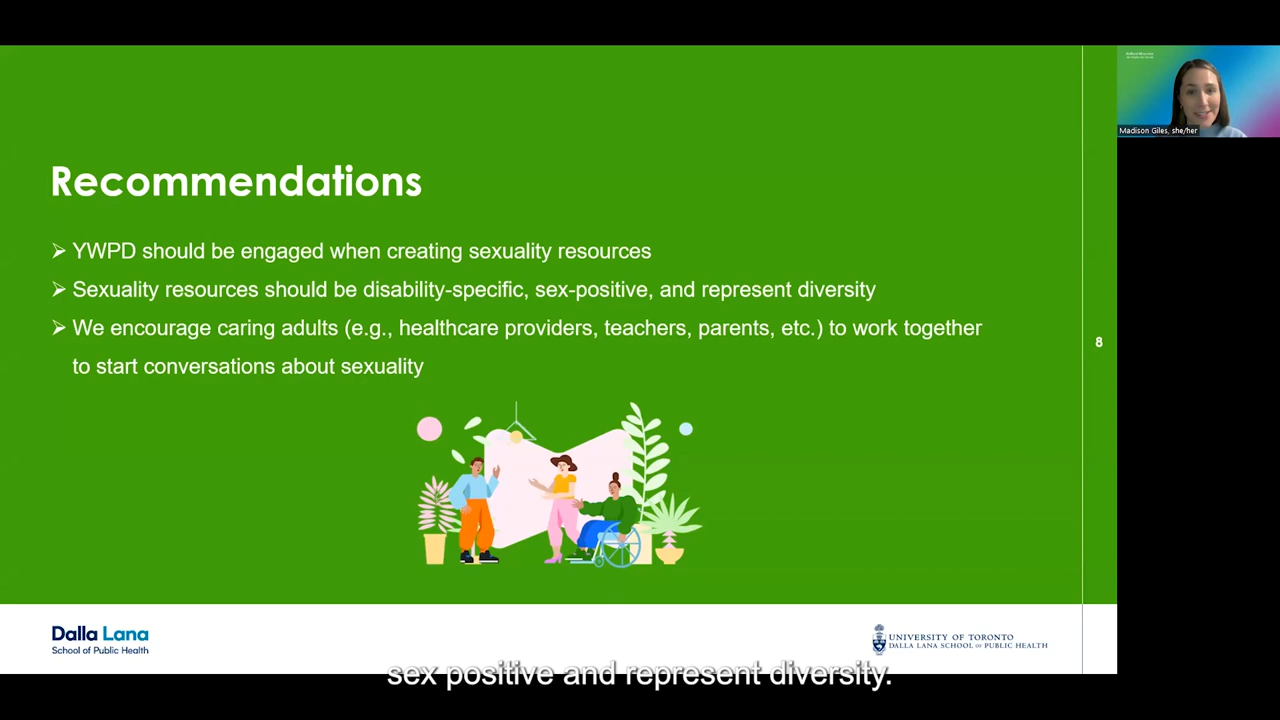 Madison Giles, she/her
Recommendations
➢ YWPD should be engaged when creating sexuality resources
➢ Sexuality resources should be disability-specific, sex-positive, and represent diversity
➢ We encourage caring adults (e.g., healthcare providers, teachers, parents, etc.) to work together
to start conversations about sexuality
8
Dalla Lana
School of Public Health
UNIVERSITY OF TORONTO
DALLA LANA SCHOOL OF PUBLIC HEALTH
sex positive and represent diversity.